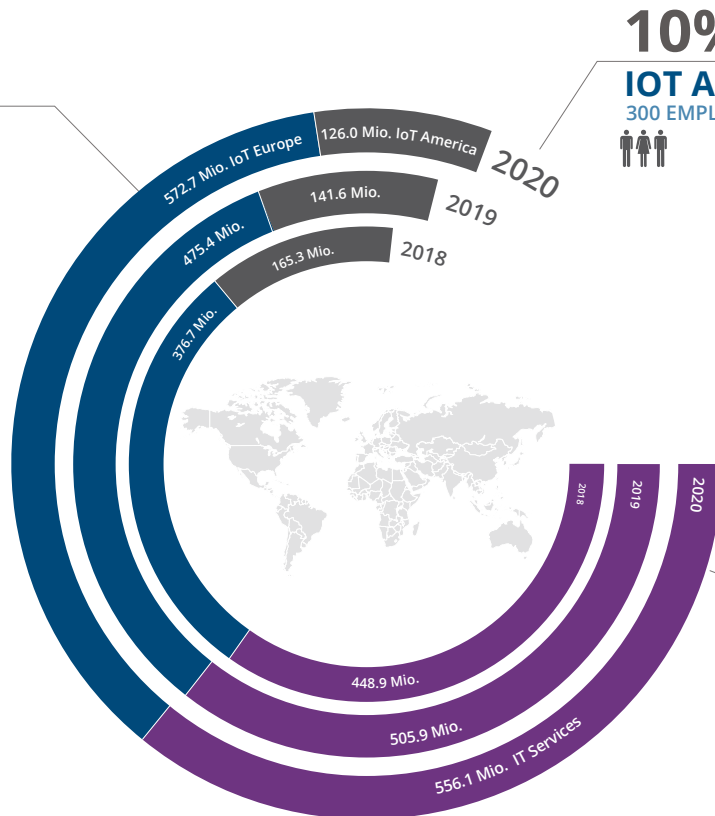 10%
IOT A
300 EMPL
572.7 Mio. IoT Europe
126.0 Mio. IoT America
2020
475.4 Mio.
141.6 Mio.
2019
376.7 Mio.
165.3 Mio.
2018
2018
2019
2020
448.9 Mio.
505.9 Mio.
556.1 Mio. IT Services